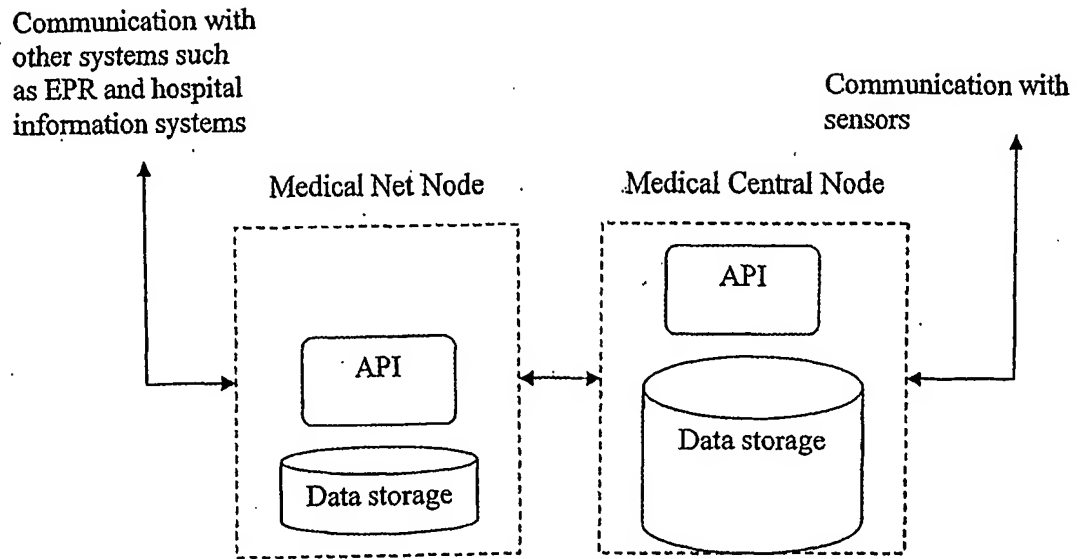 Communication with
other systems such
as EPR and hospital
information systems
Communication with
sensors
Medical Net Node
Medical Central Node
API
API
Data storage
Data storage